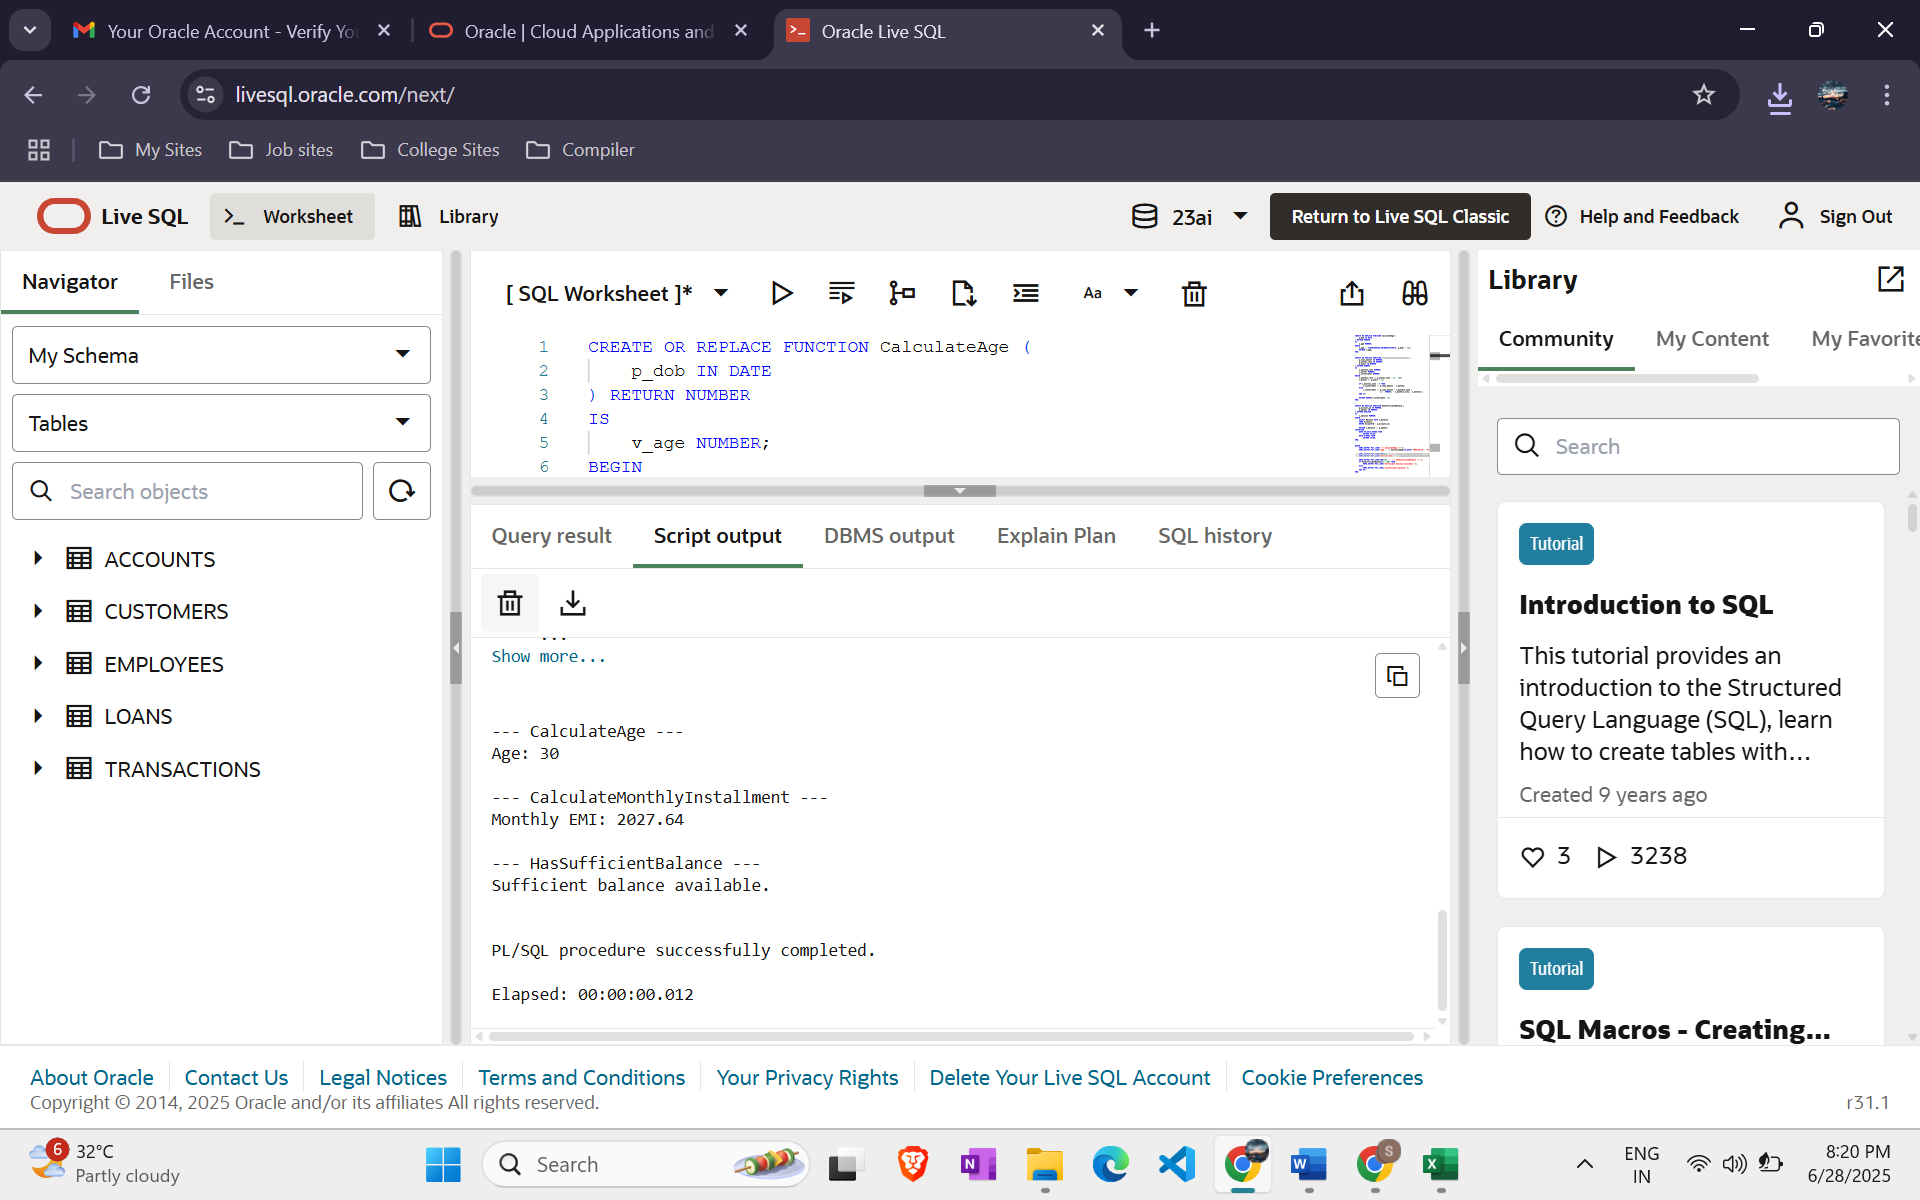 Your Oracle Account - Verify Yo
Oracle | Cloud Applications and
Oracle Live SQL
livesql.oracle.com/next/
My Sites
Job sites
College Sites
Compiler
Live SQL
Worksheet
Library
23ai
Return to Live SQL Classic
Help and Feedback
Sign Out
Navigator
Files
My Schema
Tables
Search objects
ACCOUNTS
CUSTOMERS
EMPLOYEES
LOANS
TRANSACTIONS
[ SQL Worksheet ]*
Aa
1 CREATE OR REPLACE FUNCTION CalculateAge (
2 p_dob IN DATE
3 ) RETURN NUMBER
4 IS
5 v_age NUMBER;
6 BEGIN
Query result
Script output
DBMS output
Explain Plan
SQL history
...
Show more...
--- CalculateAge ---
Age: 30
--- CalculateMonthlyInstallment ---
Monthly EMI: 2027.64
--- HasSufficientBalance ---
Sufficient balance available.
PL/SQL procedure successfully completed.
Elapsed: 00:00:00.012
Library
Community
My Content
My Favorite
Search
Tutorial
Introduction to SQL
This tutorial provides an
introduction to the Structured
Query Language (SQL), learn
how to create tables with...
Created 9 years ago
3
3238
Tutorial
SQL Macros - Creating...
About Oracle
Contact Us
Legal Notices
Terms and Conditions
Your Privacy Rights
Delete Your Live SQL Account
Cookie Preferences
Copyright © 2014, 2025 Oracle and/or its affiliates All rights reserved.
r31.1
6
32°C
Partly cloudy
Search
S
ENG
IN
8:20 PM
6/28/2025